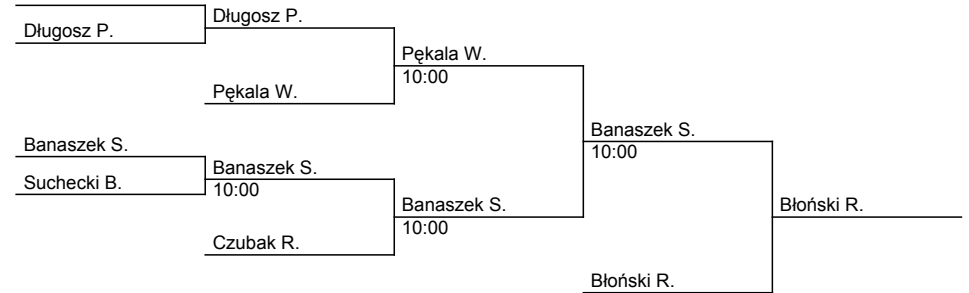 Długosz P.
Długosz P.
Pękala W.
10:00
Pękala W.
Banaszek S.
Banaszek S.
10:00
Suchecki B.
Banaszek S.
10:00
Banaszek S.
10:00
Czubak R.
Błoński R.
Błoński R.